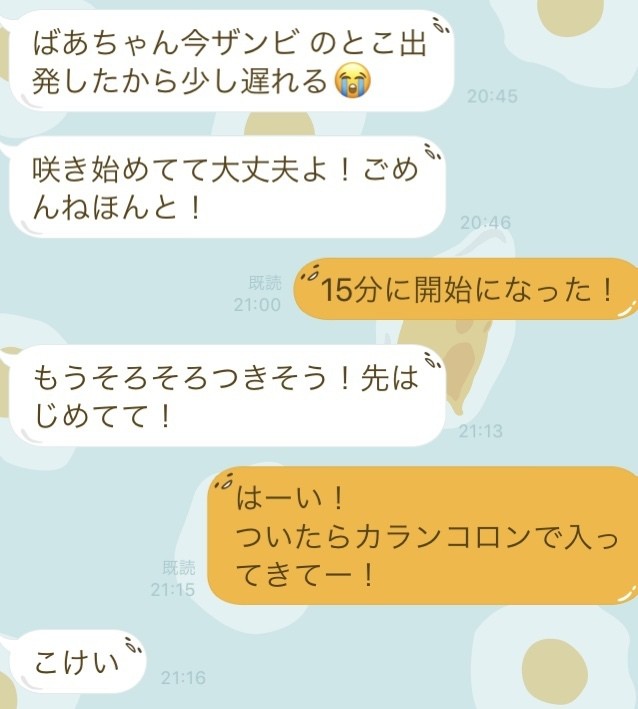 ばあちゃん今ザンビ のとこ出
発したから少し遅れる😭
20:45
咲き始めてて大丈夫よ！ごめ
んねほんと！
20:46
既読
21:00
15分に開始になった！
もうそろそろつきそう！先は
じめてて！
21:13
はーい！
ついたらカランコロンで入っ
てきてー！
既読
21:15
こけい
21:16